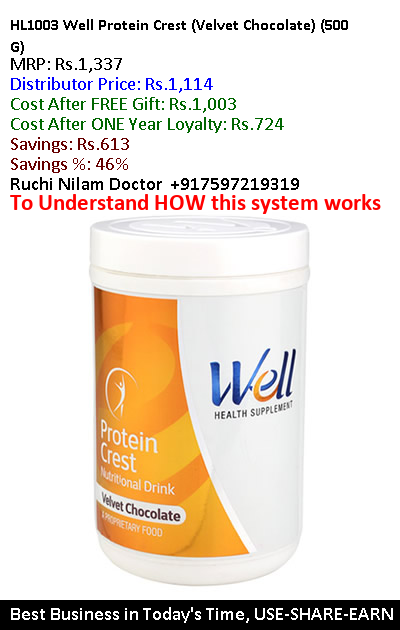 HL1003 Well Protein Crest (Velvet Chocolate) (500
G)
MRP: Rs.1,337
Distributor Price: Rs.1,114
Cost After FREE Gift: Rs.1,003
Cost After ONE Year Loyalty: Rs.724
Savings: Rs.613
Savings %: 46%
Ruchi Nilam Doctor +917597219319
To Understand HOW this system works
Well
HEALTH SUPPLEMENT
Protein
Crest
Nutritional Drink
Velvet Chocolate
A PROPRIETARY FOOD
Best Business in Today's Time, USE-SHARE-EARN